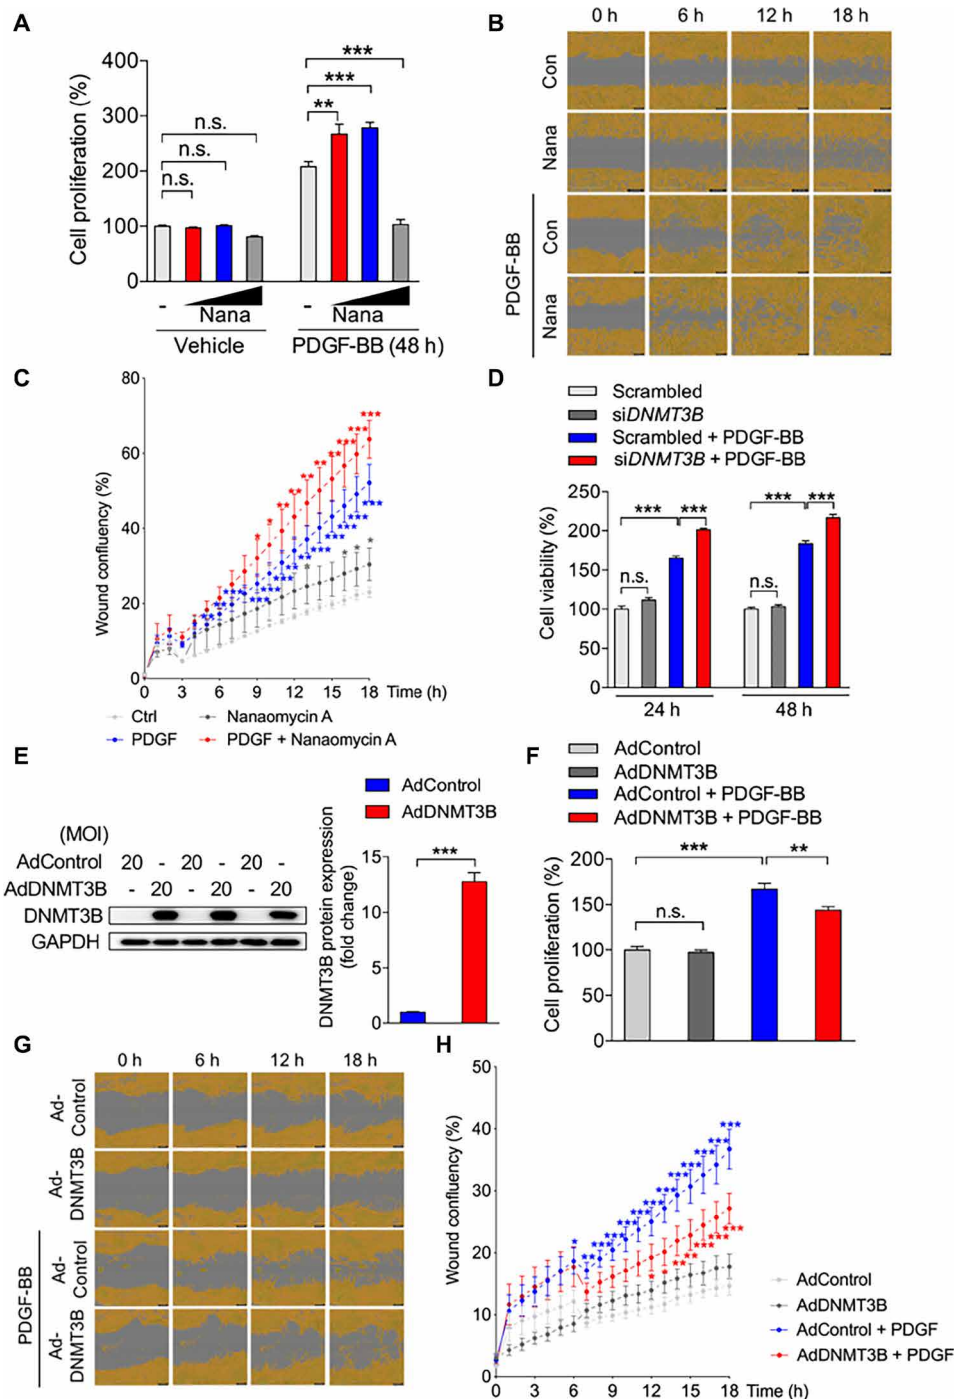 A
Cell proliferation (%)
400
300
200
100
0
n.s.
n.s.
n.s.
***
***
**
- Nana - Nana
Vehicle PDGF-BB (48 h)
B
0 h 6 h 12 h 18 h
Con
Nana
PDGF-BB
Con
Nana
C
Wound confluency (%)
80
60
40
20
0
0 3 6 9 12 15 18 Time (h)
Ctrl Nanaomycin A
PDGF PDGF + Nanaomycin A
D
Scrambled
siDNMT3B
Scrambled + PDGF-BB
siDNMT3B + PDGF-BB
Cell viability (%)
250
200
150
100
50
0
*** ***
n.s.
*** ***
n.s.
24 h 48 h
E
(MOI)
AdControl 20 - 20 - 20 -
AdDNMT3B - 20 - 20 - 20
DNMT3B
GAPDH
AdControl
AdDNMT3B
DNMT3B protein expression
(fold change)
15
12
9
6
3
0
***
F
AdControl
AdDNMT3B
AdControl + PDGF-BB
AdDNMT3B + PDGF-BB
Cell proliferation (%)
200
150
100
50
0
*** **
n.s.
G
0 h 6 h 12 h 18 h
Ad-
Control
Ad-
DNMT3B
PDGF-BB
Ad-
Control
Ad-
DNMT3B
H
Wound confluency (%)
50
40
30
20
10
0
0 3 6 9 12 15 18 Time (h)
AdControl
AdDNMT3B
AdControl + PDGF
AdDNMT3B + PDGF